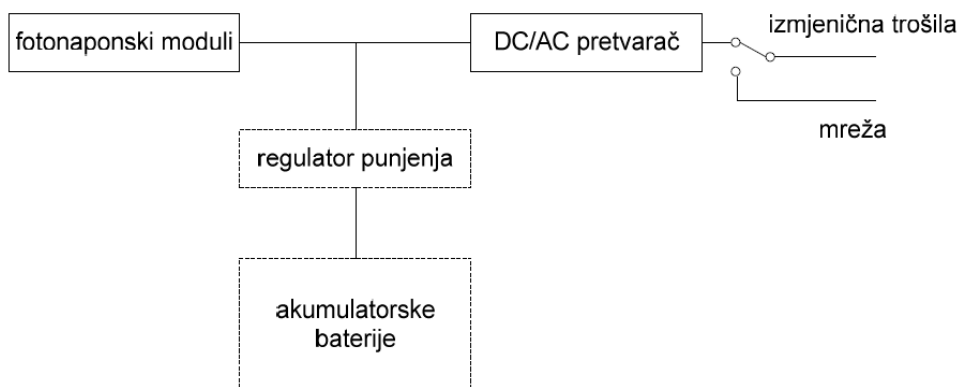 fotonaponski moduli
DC/AC pretvarač
izmjenična trošila
mreža
regulator punjenja
akumulatorske
baterije